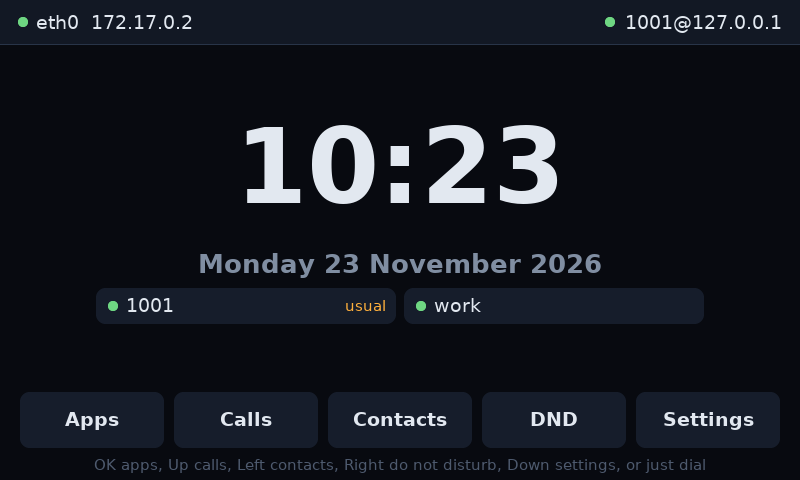 eth0 172.17.0.2 1001@127.0.0.1
10:23
Monday 23 November 2026
1001 usual work
Apps Calls Contacts DND Settings
OK apps, Up calls, Left contacts, Right do not disturb, Down settings, or just dial